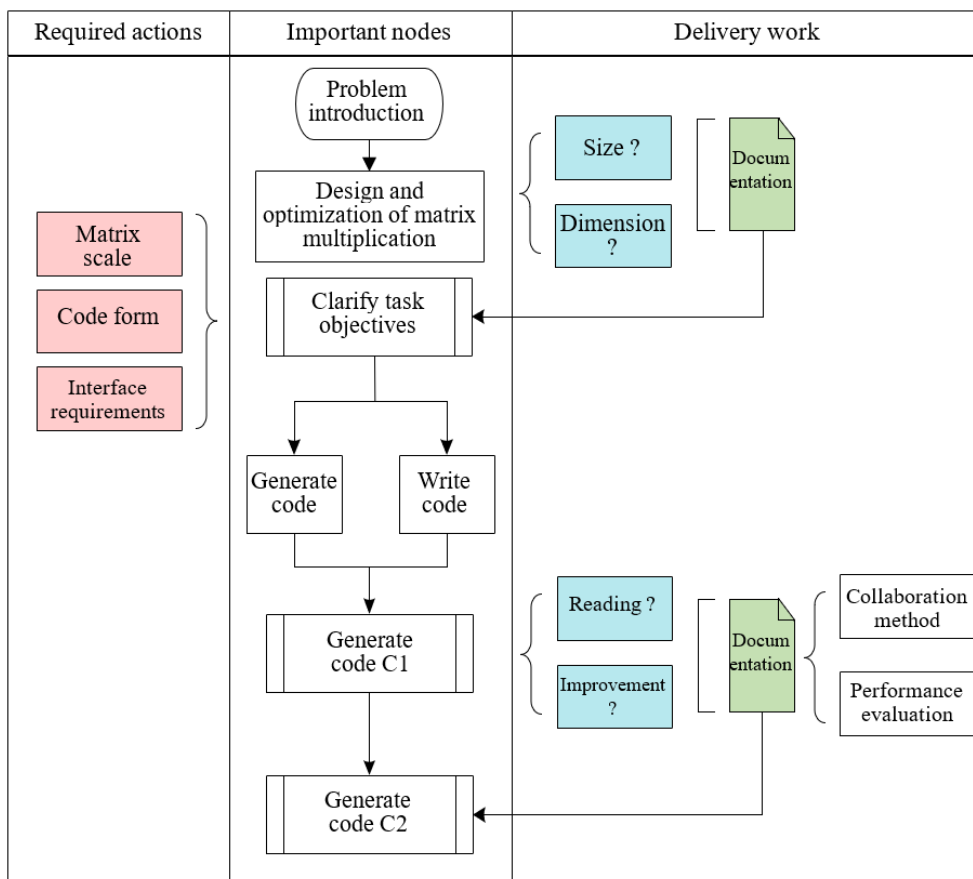 Required actions
Important nodes
Delivery work
Problem
introduction
Design and
optimization of matrix
multiplication
Size ?
Dimension
?
Docum
entation
Matrix
scale
Code form
Interface
requirements
Clarify task
objectives
Generate
code
Write
code
Generate
code C1
Reading ?
Improvement
?
Docum
entation
Collaboration
method
Performance
evaluation
Generate
code C2